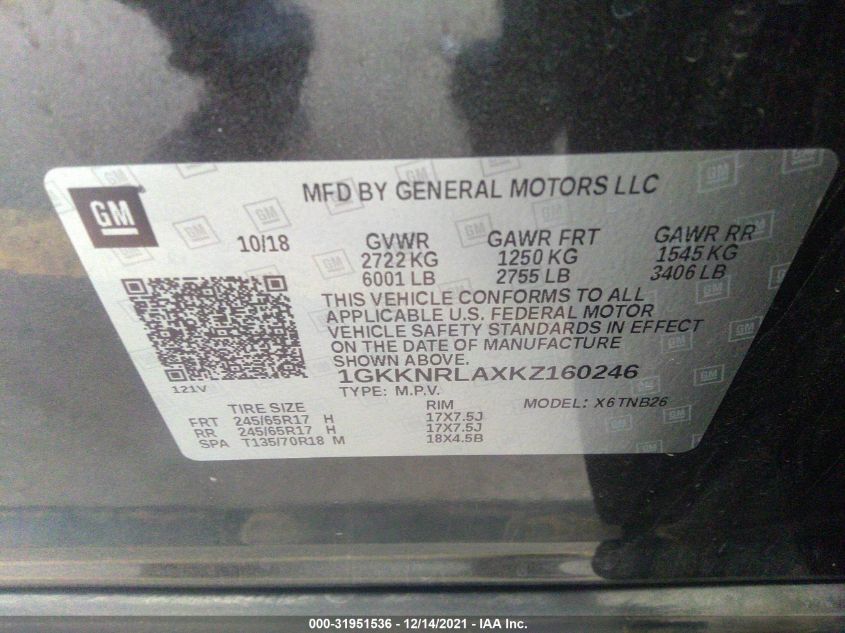 GM
MFD BY GENERAL MOTORS LLC
10/18 GVWR GAWR FRT GAWR RR
2722 KG 1250 KG 1545 KG
6001 LB 2755 LB 3406 LB
THIS VEHICLE CONFORMS TO ALL
APPLICABLE U.S. FEDERAL MOTOR
VEHICLE SAFETY STANDARDS IN EFFECT
ON THE DATE OF MANUFACTURE
SHOWN ABOVE.
121V
1GKKNRLAXKZ160246
TYPE: M.P.V. MODEL: X6TNB26
TIRE SIZE RIM
FRT 245/65R17 H 17X7.5J
RR 245/65R17 H 17X7.5J
SPA T135/70R18 M 18X4.5B
000-31951536 - 12/14/2021 - IAA Inc.